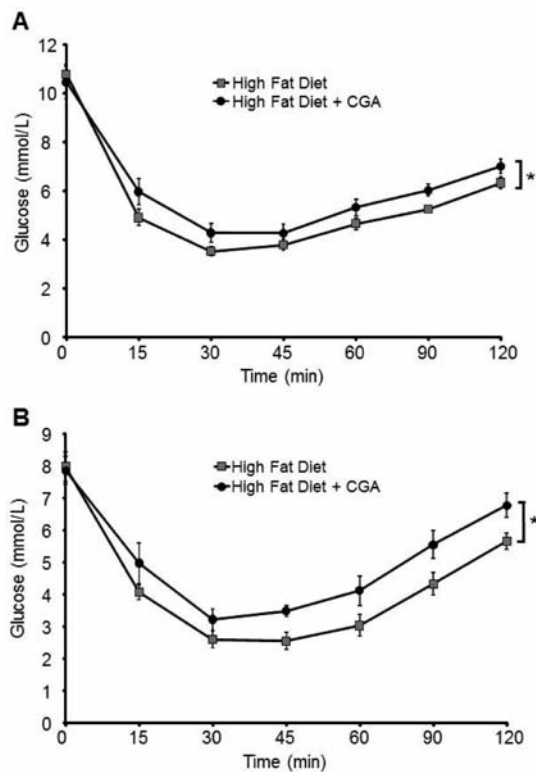 A
12
10
8
6
4
2
0
Glucose (mmol/L)
High Fat Diet
High Fat Diet + CGA
*
0 15 30 45 60 90 120
Time (min)
B
9
8
7
6
5
4
3
2
1
0
Glucose (mmol/L)
High Fat Diet
High Fat Diet + CGA
*
0 15 30 45 60 90 120
Time (min)